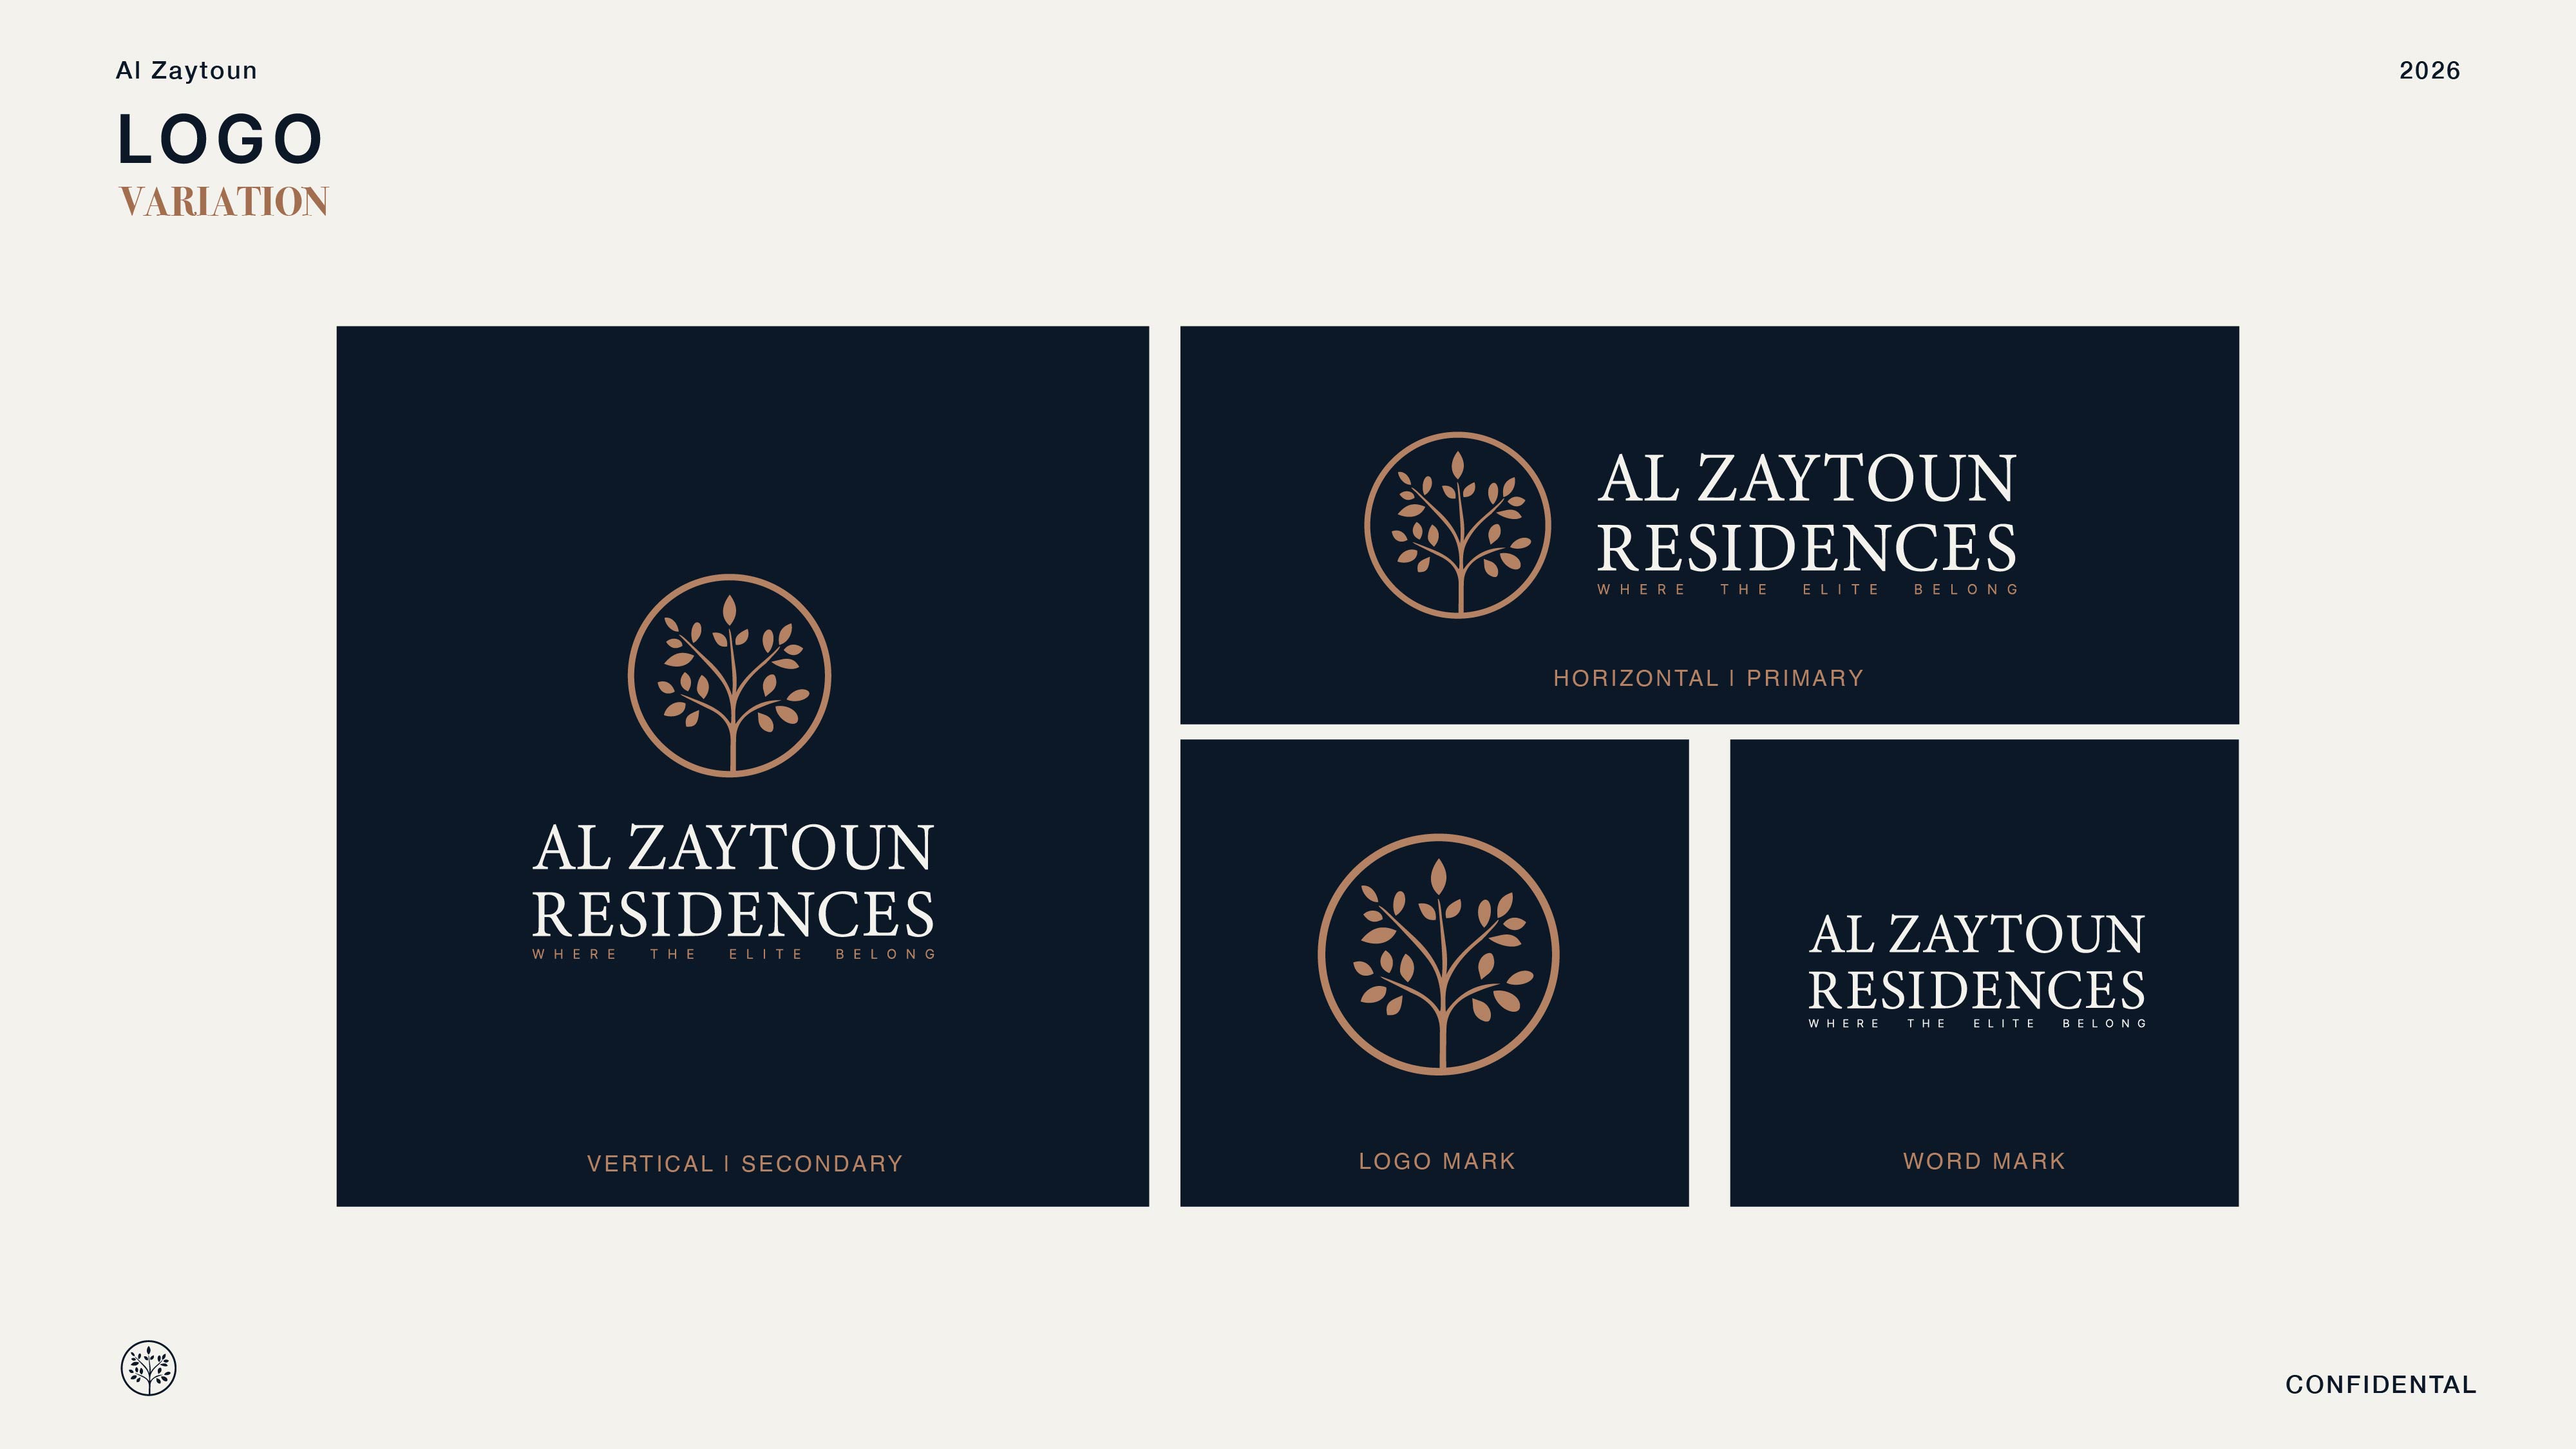 Al Zaytoun
2026
LOGO
VARIATION
AL ZAYTOUN
RESIDENCES
WHERE THE ELITE BELONG
VERTICAL | SECONDARY
AL ZAYTOUN
RESIDENCES
WHERE THE ELITE BELONG
HORIZONTAL | PRIMARY
LOGO MARK
AL ZAYTOUN
RESIDENCES
WHERE THE ELITE BELONG
WORD MARK
CONFIDENTAL